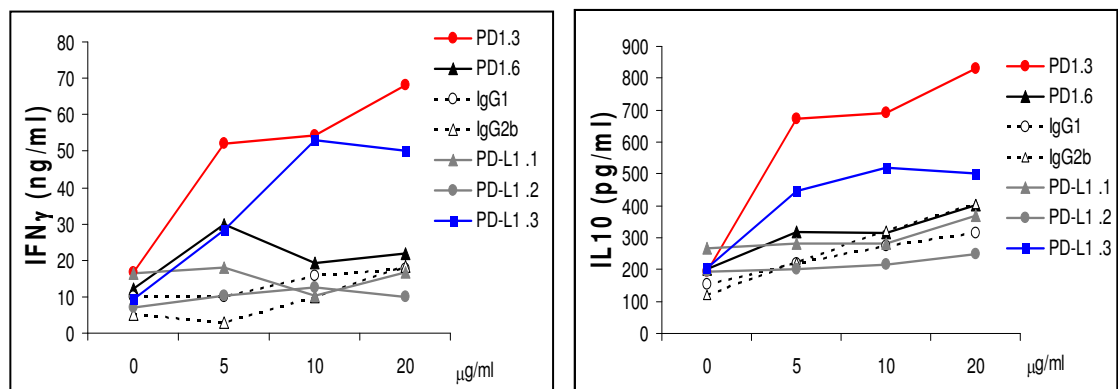 IFNγ (ng/ml)
80
70
60
50
40
30
20
10
0
0 5 10 20 µg/ml
PD1.3
PD1.6
IgG1
IgG2b
PD-L1 .1
PD-L1 .2
PD-L1 .3
IL10 (pg/ml)
900
800
700
600
500
400
300
200
100
0
0 5 10 20 µg/ml
PD1.3
PD1.6
IgG1
IgG2b
PD-L1 .1
PD-L1 .2
PD-L1 .3